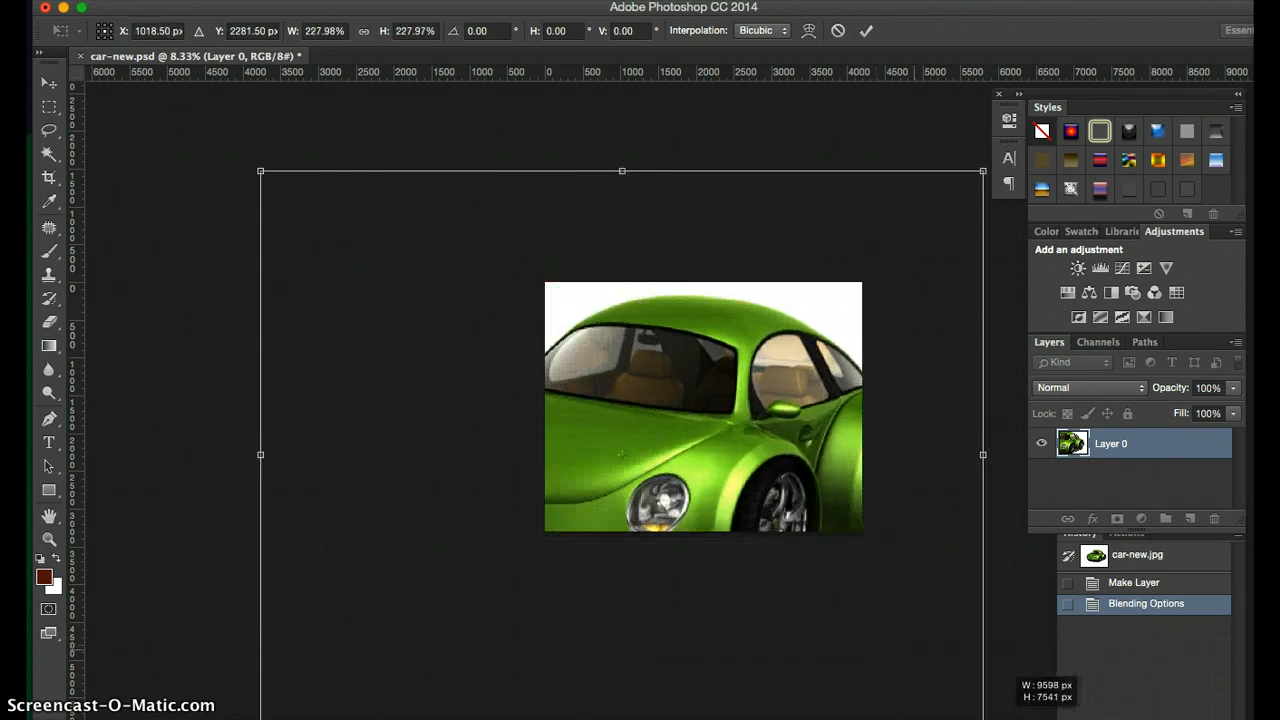 Adobe Photoshop CC 2014
X: 1018.50 px Y: 2281.50 px W: 227.98% H: 227.97% 0.00 ° H: 0.00 ° V: 0.00 ° Interpolation: Bicubic Essen
car-new.psd @ 8.33% (Layer 0, RGB/8#) *
6000 5500 5000 4500 4000 3500 3000 2500 2000 1500 1000 500 0 500 1000 1500 2000 2500 3000 3500 4000 4500 5000 5500 6000 6500 7000 7500 8000 8500 9000
Styles
Color Swatch Librari Adjustments
Add an adjustment
Layers Channels Paths
Kind
Normal Opacity: 100%
Lock: Fill: 100%
Layer 0
car-new.jpg
Make Layer
Blending Options
W : 9598 px
H : 7541 px
Screencast-O-Matic.com